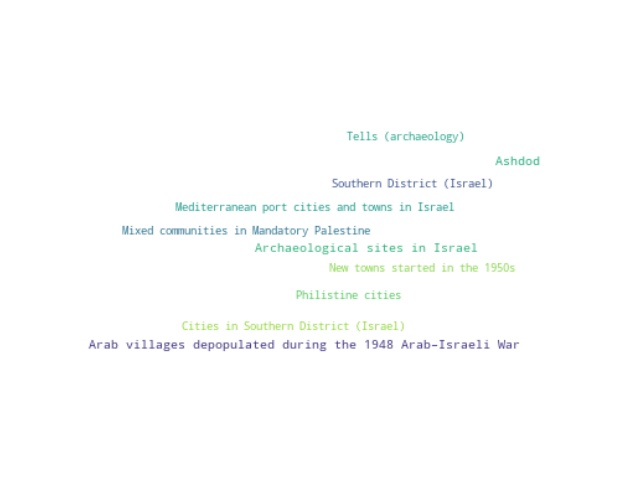 Tells (archaeology)
Ashdod
Southern District (Israel)
Mediterranean port cities and towns in Israel
Mixed communities in Mandatory Palestine
Archaeological sites in Israel
New towns started in the 1950s
Philistine cities
Cities in Southern District (Israel)
Arab villages depopulated during the 1948 Arab–Israeli War